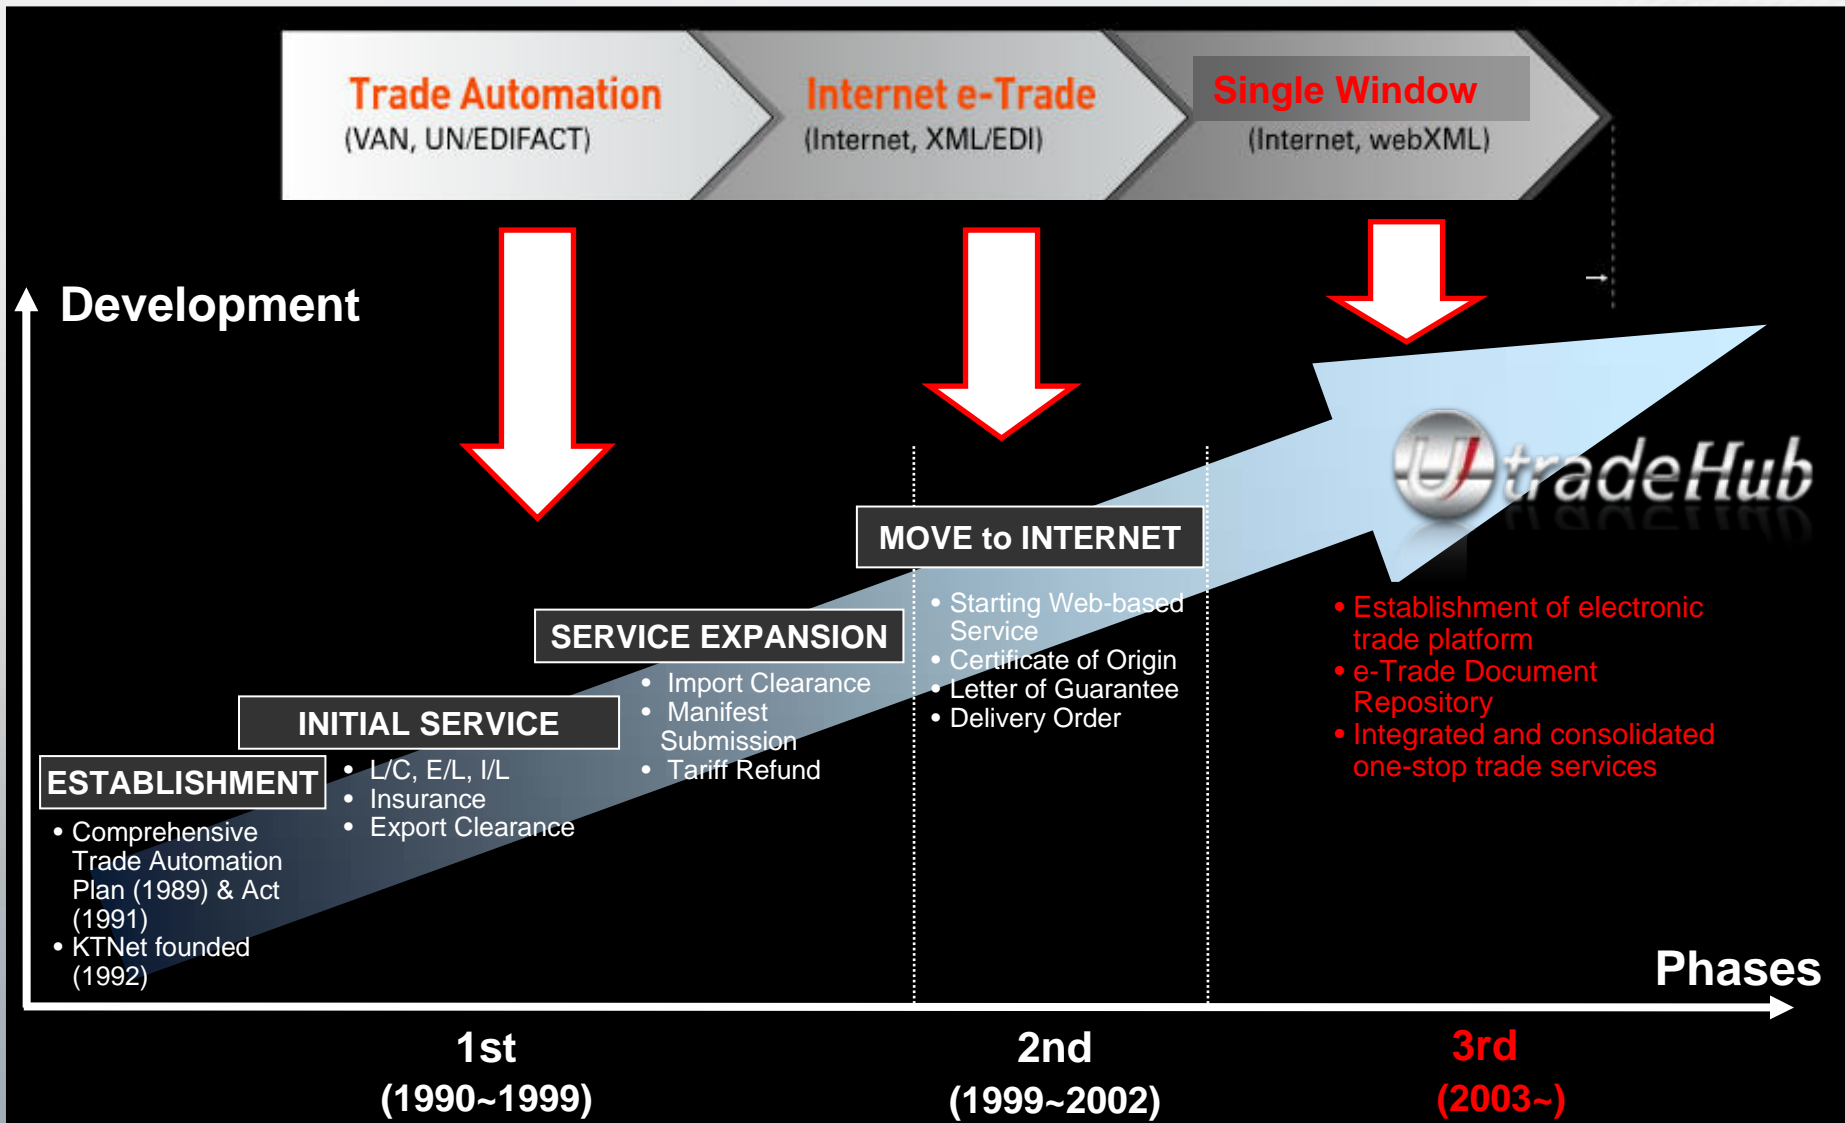 Trade Automation
(VAN, UN/EDIFACT)
Internet e-Trade
(Internet, XML/EDI)
Single Window
(Internet, webXML)
Development
UtradeHub
MOVE to INTERNET
• Starting Web-based
Service
• Certificate of Origin
• Letter of Guarantee
• Delivery Order
SERVICE EXPANSION
• Import Clearance
• Manifest
Submission
• Tariff Refund
INITIAL SERVICE
• L/C, E/L, I/L
• Insurance
• Export Clearance
ESTABLISHMENT
• Comprehensive
Trade Automation
Plan (1989) & Act
(1991)
• KTNet founded
(1992)
• Establishment of electronic
trade platform
• e-Trade Document
Repository
• Integrated and consolidated
one-stop trade services
Phases
1st
(1990~1999)
2nd
(1999~2002)
3rd
(2003~)